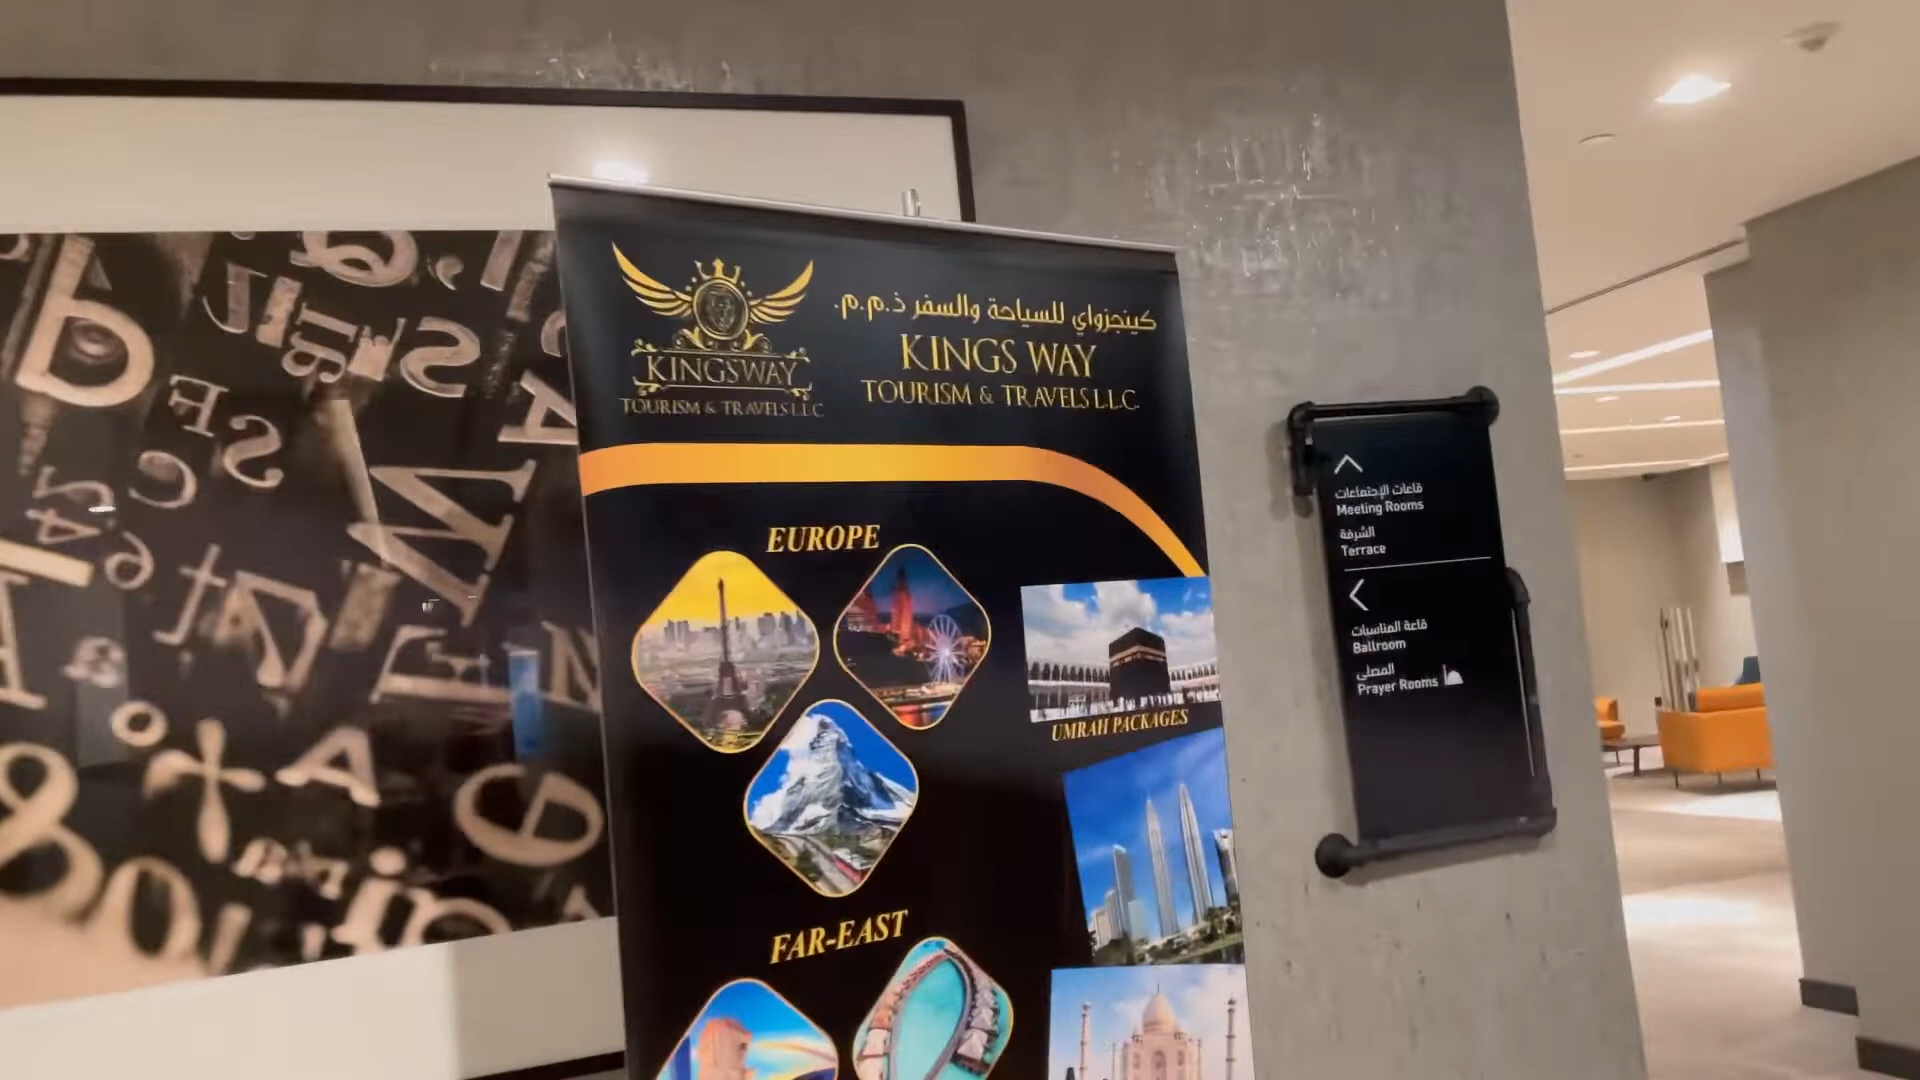 KINGSWAY
TOURISM & TRAVELS L.L.C
كينجزواي للسياحة والسفر ذ.م.م.
KINGS WAY
TOURISM & TRAVELS L.L.C.
EUROPE
UMRAH PACKAGES
FAR-EAST
قاعات الإجتماعات
Meeting Rooms
الشرفة
Terrace
قاعة المناسبات
Ballroom
المصلى
Prayer Rooms